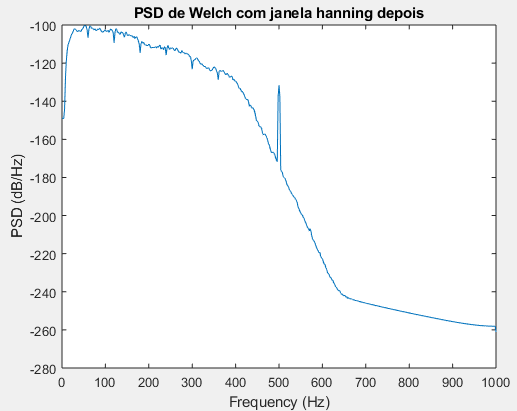 PSD de Welch com janela hanning depois
-100
-120
-140
-160
-180
-200
-220
-240
-260
-280
PSD (dB/Hz)
0 100 200 300 400 500 600 700 800 900 1000
Frequency (Hz)